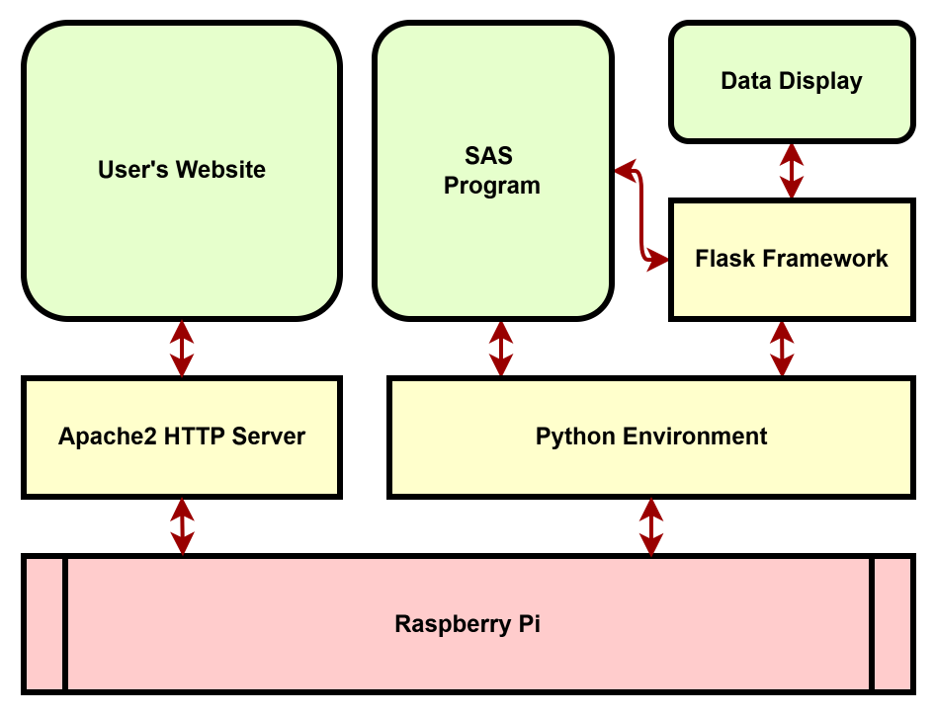 User's Website
SAS
Program
Data Display
Flask Framework
Apache2 HTTP Server
Python Environment
Raspberry Pi